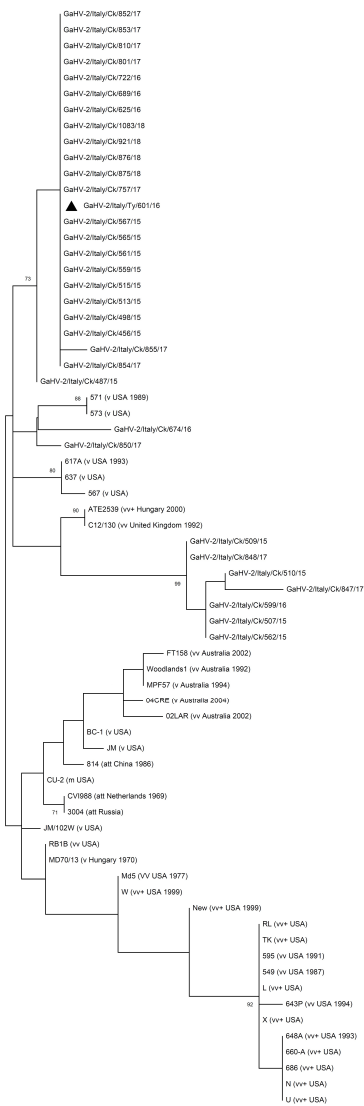 GaHV-2/Italy/Ck/852/17
GaHV-2/Italy/Ck/853/17
GaHV-2/Italy/Ck/810/17
GaHV-2/Italy/Ck/801/17
GaHV-2/Italy/Ck/722/16
GaHV-2/Italy/Ck/689/16
GaHV-2/Italy/Ck/625/16
GaHV-2/Italy/Ck/1083/18
GaHV-2/Italy/Ck/921/18
GaHV-2/Italy/Ck/876/18
GaHV-2/Italy/Ck/875/18
GaHV-2/Italy/Ck/757/17
GaHV-2/Italy/Ty/601/16
GaHV-2/Italy/Ck/567/15
GaHV-2/Italy/Ck/565/15
GaHV-2/Italy/Ck/561/15
GaHV-2/Italy/Ck/559/15
73
GaHV-2/Italy/Ck/515/15
GaHV-2/Italy/Ck/513/15
GaHV-2/Italy/Ck/498/15
GaHV-2/Italy/Ck/456/15
GaHV-2/Italy/Ck/855/17
GaHV-2/Italy/Ck/854/17
GaHV-2/Italy/Ck/487/15
88
571 (v USA 1989)
573 (v USA)
GaHV-2/Italy/Ck/674/16
GaHV-2/Italy/Ck/850/17
617A (v USA 1993)
80
637 (v USA)
567 (v USA)
90
ATE2539 (vv+ Hungary 2000)
C12/130 (vv United Kingdom 1992)
GaHV-2/Italy/Ck/509/15
GaHV-2/Italy/Ck/848/17
GaHV-2/Italy/Ck/510/15
99
GaHV-2/Italy/Ck/847/17
GaHV-2/Italy/Ck/599/16
GaHV-2/Italy/Ck/507/15
GaHV-2/Italy/Ck/562/15
FT158 (vv Australia 2002)
Woodlands1 (vv Australia 1992)
MPF57 (v Australia 1994)
04CRE (v Australia 2004)
02LAR (vv Australia 2002)
BC-1 (v USA)
JM (v USA)
814 (att China 1986)
CU-2 (m USA)
CVI988 (att Netherlands 1969)
71
3004 (att Russia)
JM/102W (v USA)
RB1B (vv USA)
MD70/13 (v Hungary 1970)
Md5 (VV USA 1977)
W (vv+ USA 1999)
New (vv+ USA 1999)
RL (vv+ USA)
TK (vv+ USA)
595 (vv USA 1991)
549 (vv USA 1987)
L (vv+ USA)
92
643P (vv USA 1994)
X (vv+ USA)
648A (vv+ USA 1993)
660-A (vv+ USA)
686 (vv+ USA)
N (vv+ USA)
U (vv+ USA)